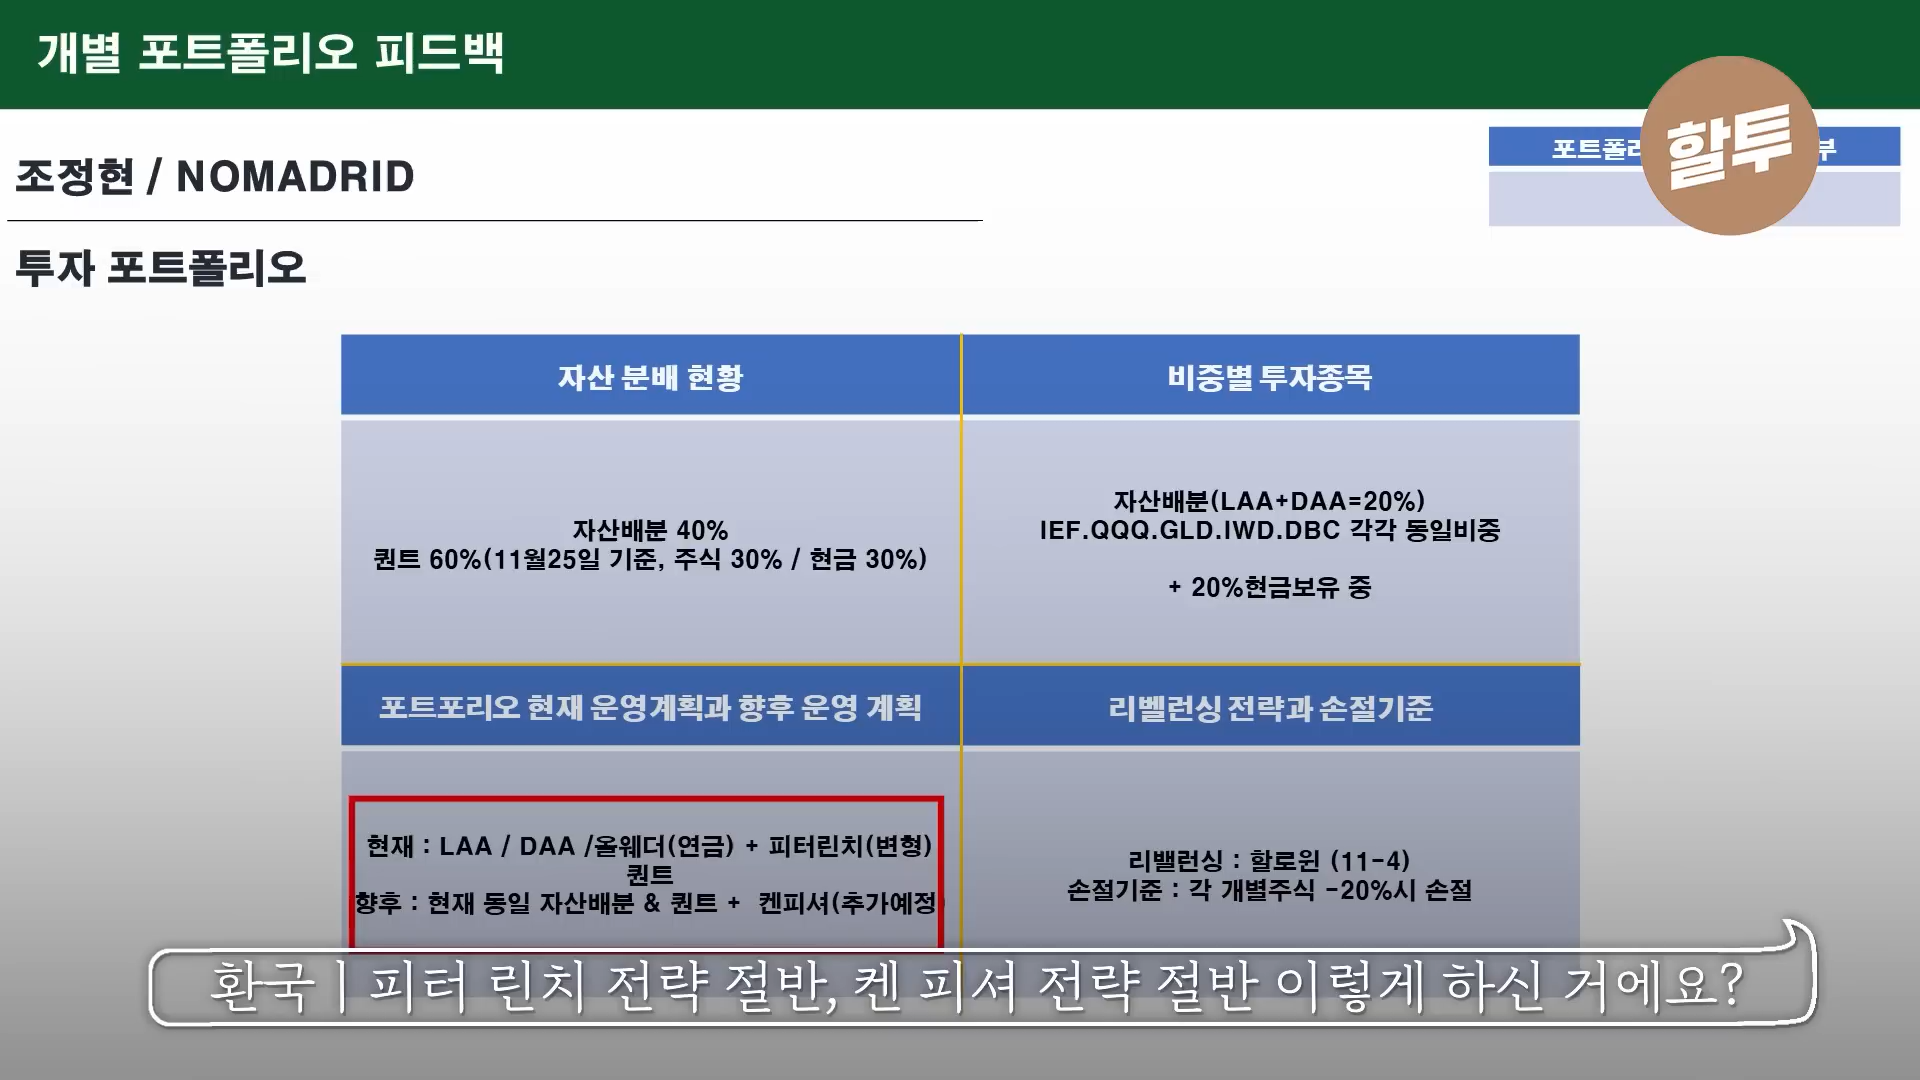 개별 포트폴리오 피드백
할투
부
조정현 / NOMADRID
투자 포트폴리오
자산 분배 현황
비중별 투자종목
자산배분 40%
퀀트 60%(11월25일 기준, 주식 30% / 현금 30%)
자산배분(LAA+DAA=20%)
IEF.QQQ.GLD.IWD.DBC 각각 동일비중
+ 20%현금보유 중
포트포리오 현재 운영계획과 향후 운영 계획
리벨런싱 전략과 손절기준
현재 : LAA / DAA /올웨더(연금) + 피터린치(변형)
퀀트
향후 : 현재 동일 자산배분 & 퀀트 + 켄피셔(추가예정)
리밸런싱 : 할로윈 (11-4)
손절기준 : 각 개별주식 -20%시 손절
환국ㅣ피터 린치 전략 절반, 켄 피셔 전략 절반 이렇게 하신 거에요?